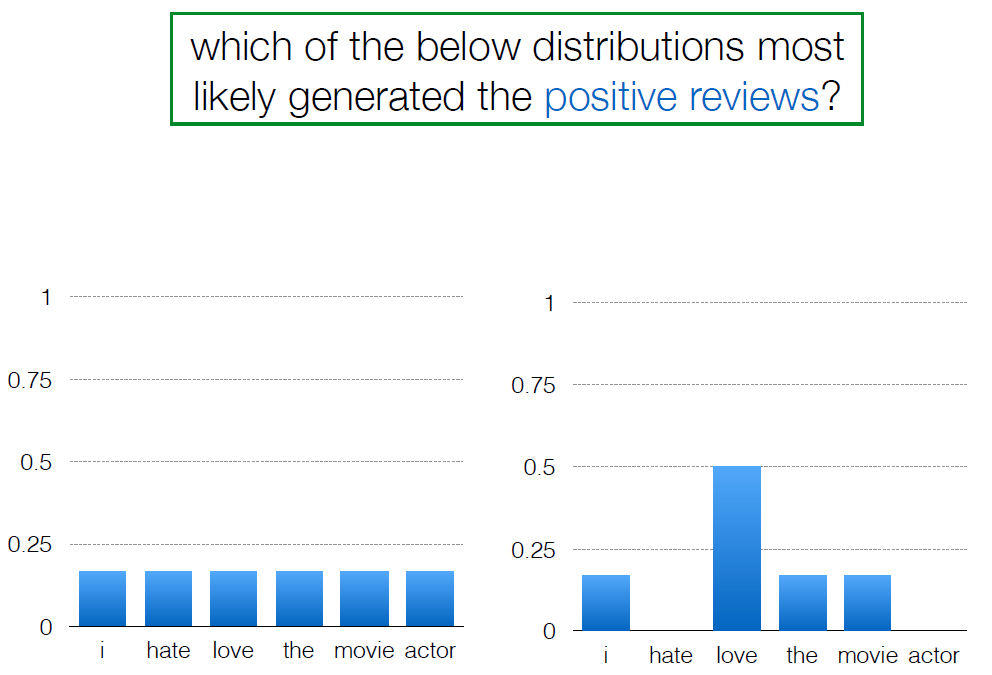 which of the below distributions most
likely generated the positive reviews?
1
0.75
0.5
0.25
0
i hate love the movie actor
1
0.75
0.5
0.25
0
i hate love the movie actor